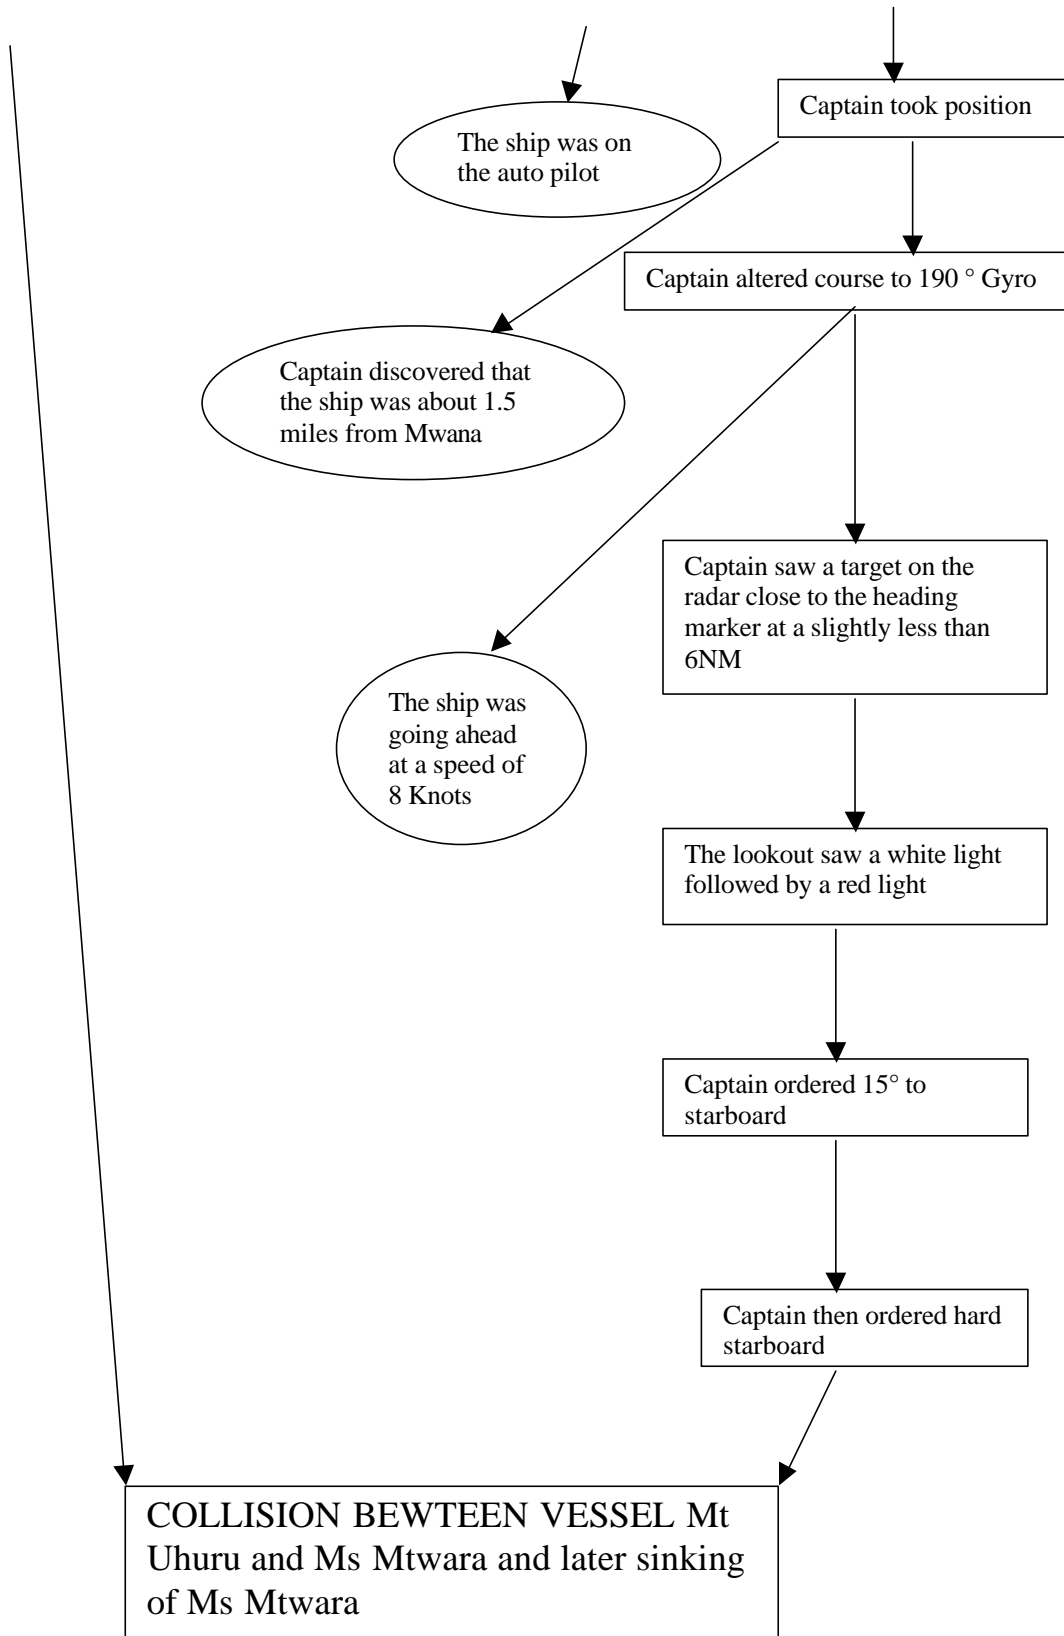 Captain took position
The ship was on
the auto pilot
Captain altered course to 190 ° Gyro
Captain discovered that
the ship was about 1.5
miles from Mwana
Captain saw a target on the
radar close to the heading
marker at a slightly less than
6NM
The ship was
going ahead
at a speed of
8 Knots
The lookout saw a white light
followed by a red light
Captain ordered 15° to
starboard
Captain then ordered hard
starboard
COLLISION BEWTEEN VESSEL Mt
Uhuru and Ms Mtwara and later sinking
of Ms Mtwara